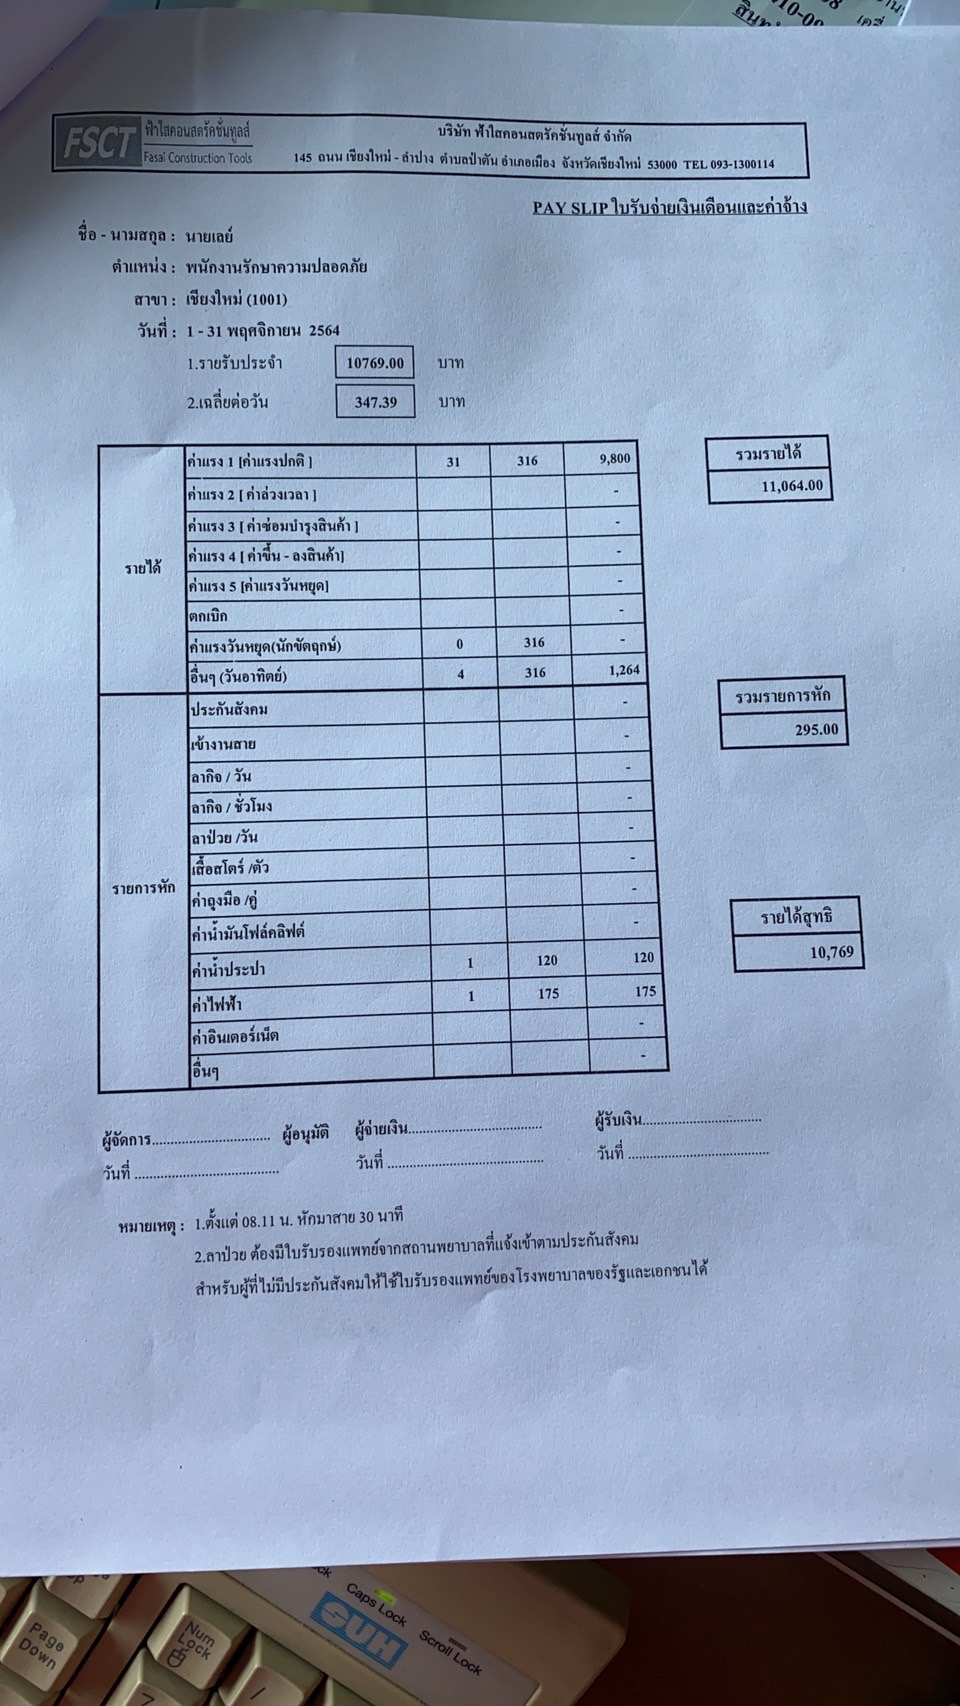 10-09
FSCT ฟ้าใสคอนสตรัคชั่นทูลส์
Fasai Construction Tools
บริษัท ฟ้าใสคอนสตรัคชั่นทูลส์ จำกัด
145 ถนน เชียงใหม่ - ลำปาง ตำบลป่าตัน อำเภอเมือง จังหวัดเชียงใหม่ 53000 TEL 093-1300114
PAY SLIP ใบรับจ่ายเงินเดือนและค่าจ้าง
ชื่อ - นามสกุล : นายเลย์
ตำแหน่ง : พนักงานรักษาความปลอดภัย
สาขา : เชียงใหม่ (1001)
วันที่ : 1 - 31 พฤศจิกายน 2564
1.รายรับประจำ 10769.00 บาท
2.เฉลี่ยต่อวัน 347.39 บาท
รายได้
ค่าแรง 1 [ค่าแรงปกติ ] 31 316 9,800
ค่าแรง 2 [ ค่าล่วงเวลา ] -
ค่าแรง 3 [ ค่าซ่อมบำรุงสินค้า ] -
ค่าแรง 4 [ ค่าขึ้น - ลงสินค้า] -
ค่าแรง 5 [ค่าแรงวันหยุด] -
ตกเบิก -
ค่าแรงวันหยุด(นักขัตฤกษ์) 0 316 -
อื่นๆ (วันอาทิตย์) 4 316 1,264
รวมรายได้
11,064.00
รายการหัก
ประกันสังคม -
เข้างานสาย -
ลากิจ / วัน -
ลากิจ / ชั่วโมง -
ลาป่วย /วัน -
เสื้อสโตร์ /ตัว -
ค่าถุงมือ /คู่ -
ค่าน้ำมันโฟล์คลิฟต์ -
ค่าน้ำประปา 1 120 120
ค่าไฟฟ้า 1 175 175
ค่าอินเตอร์เน็ต -
อื่นๆ -
รวมรายการหัก
295.00
รายได้สุทธิ
10,769
ผู้จัดการ................................ ผู้อนุมัติ ผู้จ่ายเงิน.................................... ผู้รับเงิน................................
วันที่ ....................................... วันที่ .......................................... วันที่ ......................................
หมายเหตุ : 1.ตั้งแต่ 08.11 น. หักมาสาย 30 นาที
2.ลาป่วย ต้องมีใบรับรองแพทย์จากสถานพยาบาลที่แจ้งเข้าตามประกันสังคม
สำหรับผู้ที่ไม่มีประกันสังคมให้ใช้ใบรับรองแพทย์ของโรงพยาบาลของรัฐและเอกชนได้
Caps Lock
Scroll Lock
SUH
Page Down
Num Lock
7
/